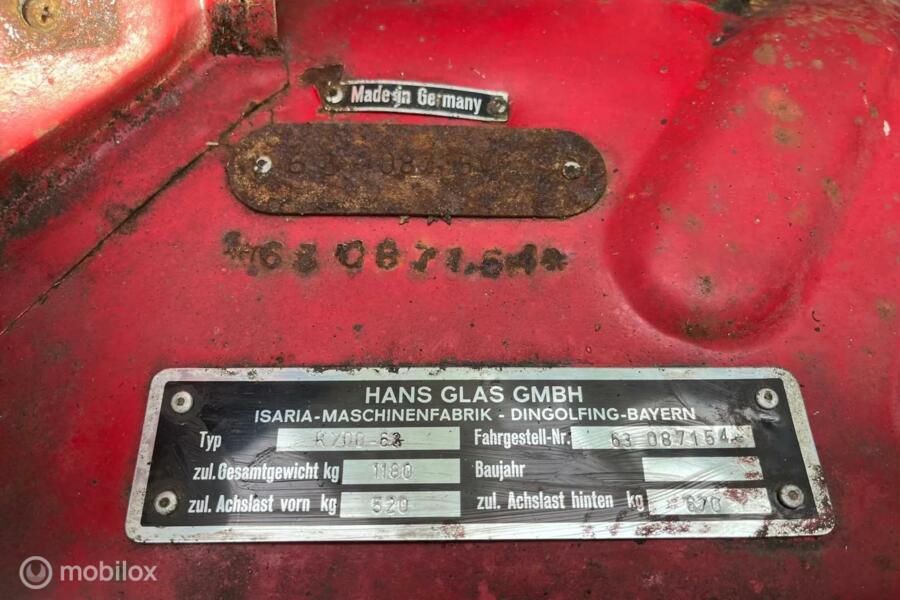 Made in Germany
*63 087154*
HANS GLAS GMBH
ISARIA-MASCHINENFABRIK - DINGOLFING-BAYERN
Typ Fahrgestell-Nr. 63 087154
zul. Gesamtgewicht kg 1180 Baujahr
zul. Achslast vorn kg 520 zul. Achslast hinten kg 670
mobilox